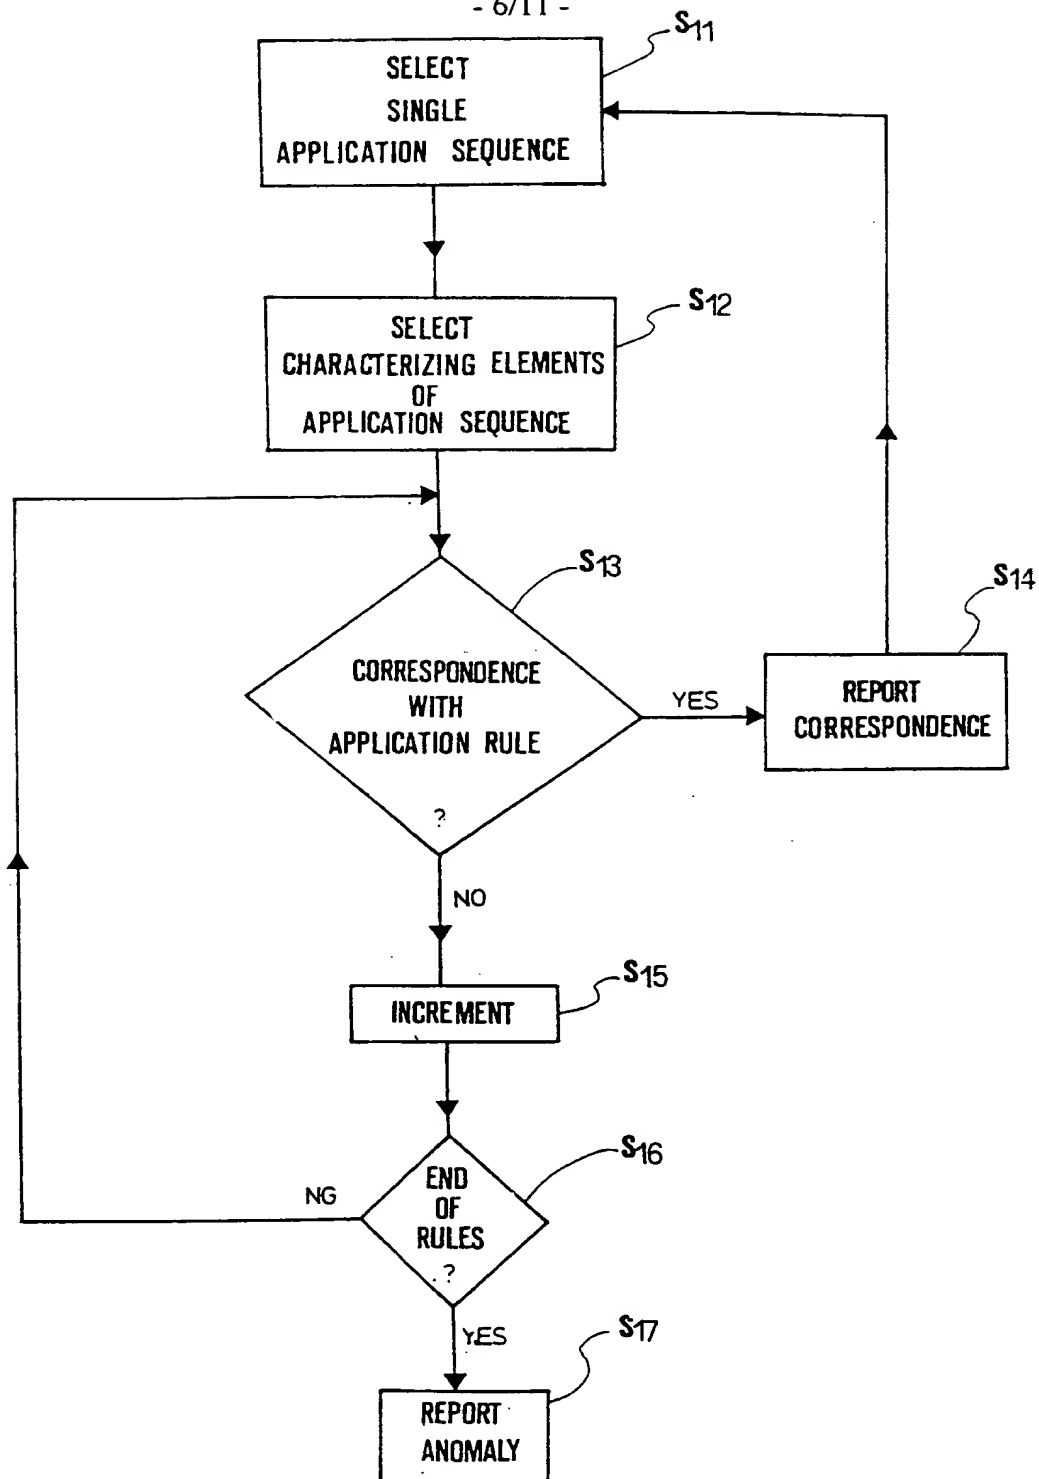 - 6/11 -
S11
SELECT
SINGLE
APPLICATION SEQUENCE
S12
SELECT
CHARACTERIZING ELEMENTS
OF
APPLICATION SEQUENCE
S13
CORRESPONDENCE
WITH
APPLICATION RULE
?
YES
S14
REPORT
CORRESPONDENCE
NO
S15
INCREMENT
S16
END
OF
RULES
?
NG
YES
S17
REPORT
ANOMALY